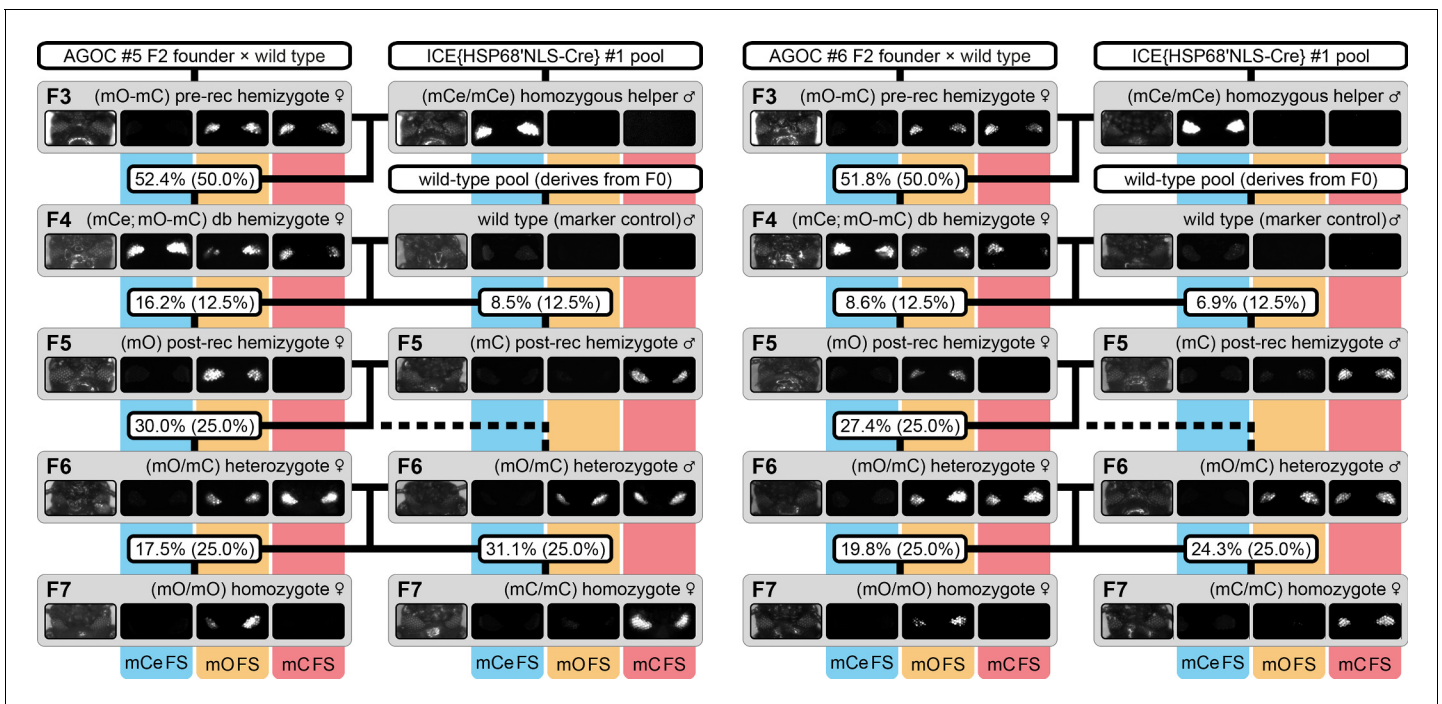 AGOC #5 F2 founder × wild type
ICE{HSP68'NLS-Cre} #1 pool
F3 (mO-mC) pre-rec hemizygote ♀
(mCe/mCe) homozygous helper ♂
52.4% (50.0%)
wild-type pool (derives from F0)
F4 (mCe;mO-mC) db hemizygote ♀
wild type (marker control) ♂
16.2% (12.5%)
8.5% (12.5%)
F5 (mO) post-rec hemizygote ♀
F5 (mC) post-rec hemizygote ♂
30.0% (25.0%)
F6 (mO/mC) heterozygote ♀
F6 (mO/mC) heterozygote ♂
17.5% (25.0%)
31.1% (25.0%)
F7 (mO/mO) homozygote ♀
F7 (mC/mC) homozygote ♀
mCe FS
mO FS
mC FS
mCe FS
mO FS
mC FS
AGOC #6 F2 founder × wild type
ICE{HSP68'NLS-Cre} #1 pool
F3 (mO-mC) pre-rec hemizygote ♀
(mCe/mCe) homozygous helper ♂
51.8% (50.0%)
wild-type pool (derives from F0)
F4 (mCe;mO-mC) db hemizygote ♀
wild type (marker control) ♂
8.6% (12.5%)
6.9% (12.5%)
F5 (mO) post-rec hemizygote ♀
F5 (mC) post-rec hemizygote ♂
27.4% (25.0%)
F6 (mO/mC) heterozygote ♀
F6 (mO/mC) heterozygote ♂
19.8% (25.0%)
24.3% (25.0%)
F7 (mO/mO) homozygote ♀
F7 (mC/mC) homozygote ♀
mCe FS
mO FS
mC FS
mCe FS
mO FS
mC FS